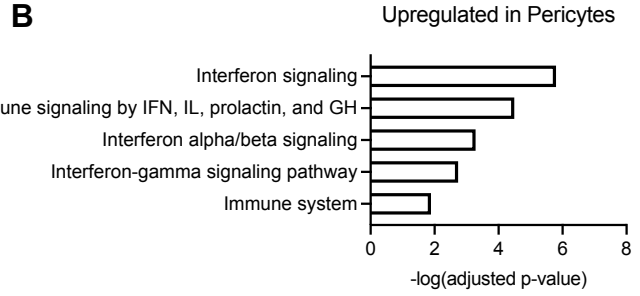 B
Upregulated in Pericytes
Interferon signaling
une signaling by IFN, IL, prolactin, and GH
Interferon alpha/beta signaling
Interferon-gamma signaling pathway
Immune system
0 2 4 6 8
-log(adjusted p-value)